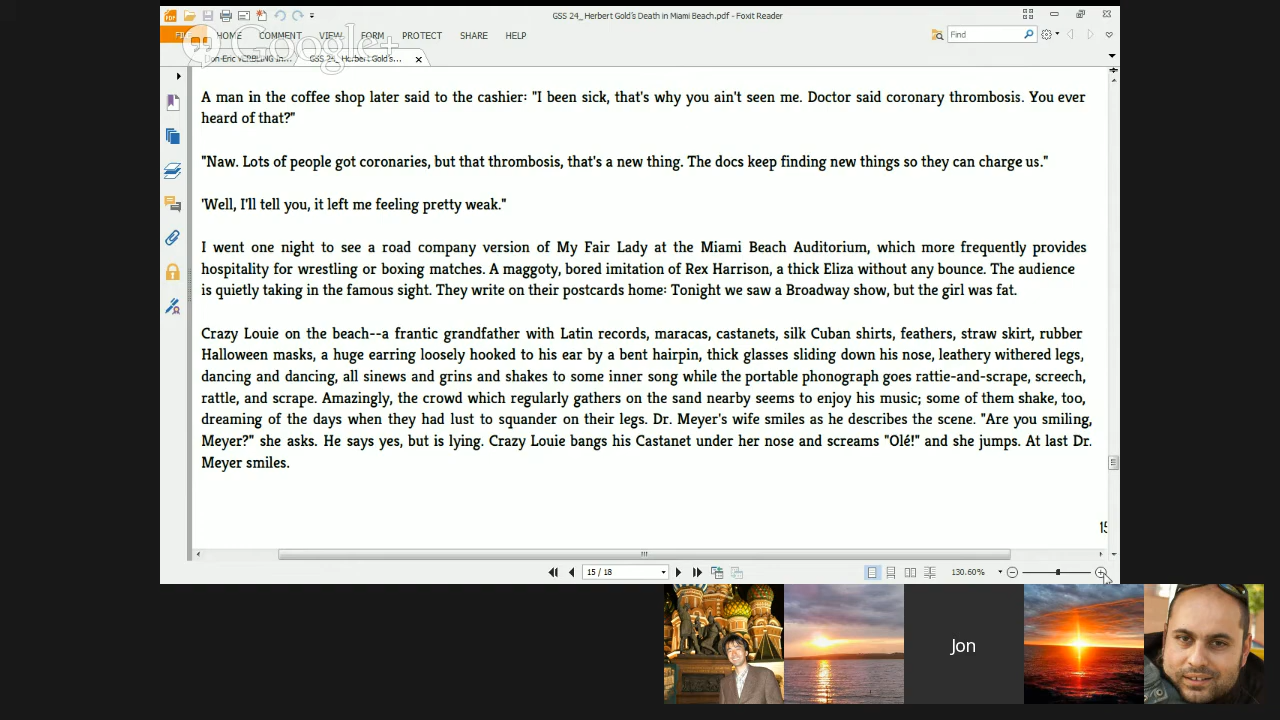 GSS 24_ Herbert Gold's Death in Miami Beach.pdf - Foxit Reader
FILE HOME COMMENT VIEW FORM PROTECT SHARE HELP
Find
Google+
GSS 24_ Herbert Gold's...
A man in the coffee shop later said to the cashier: "I been sick, that's why you ain't seen me. Doctor said coronary thrombosis. You ever
heard of that?"
"Naw. Lots of people got coronaries, but that thrombosis, that's a new thing. The docs keep finding new things so they can charge us."
'Well, I'll tell you, it left me feeling pretty weak."
I went one night to see a road company version of My Fair Lady at the Miami Beach Auditorium, which more frequently provides
hospitality for wrestling or boxing matches. A maggoty, bored imitation of Rex Harrison, a thick Eliza without any bounce. The audience
is quietly taking in the famous sight. They write on their postcards home: Tonight we saw a Broadway show, but the girl was fat.
Crazy Louie on the beach--a frantic grandfather with Latin records, maracas, castanets, silk Cuban shirts, feathers, straw skirt, rubber
Halloween masks, a huge earring loosely hooked to his ear by a bent hairpin, thick glasses sliding down his nose, leathery withered legs,
dancing and dancing, all sinews and grins and shakes to some inner song while the portable phonograph goes rattie-and-scrape, screech,
rattle, and scrape. Amazingly, the crowd which regularly gathers on the sand nearby seems to enjoy his music; some of them shake, too,
dreaming of the days when they had lust to squander on their legs. Dr. Meyer's wife smiles as he describes the scene. "Are you smiling,
Meyer?" she asks. He says yes, but is lying. Crazy Louie bangs his Castanet under her nose and screams "Olé!" and she jumps. At last Dr.
Meyer smiles.
15
15 / 18
130.60%
Jon